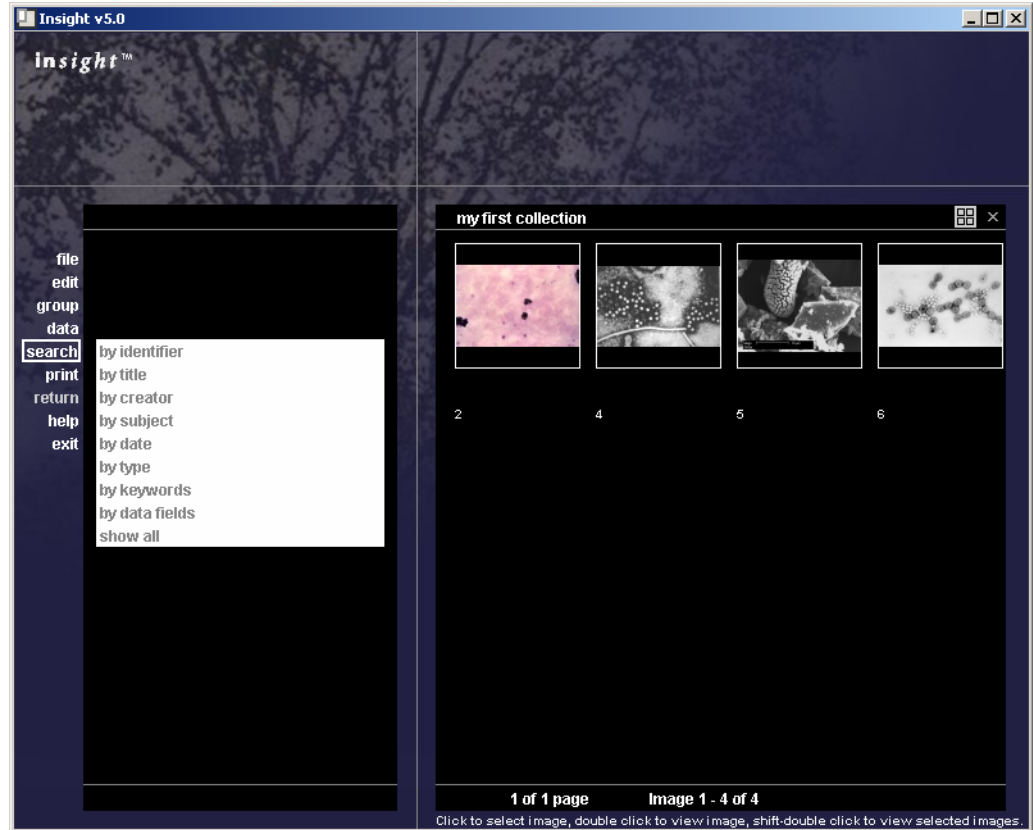 Insight v5.0
insight™
file
edit
group
data
search
print
return
help
exit
by identifier
by title
by creator
by subject
by date
by type
by keywords
by data fields
show all
my first collection
2 4 5 6
1 of 1 page Image 1 - 4 of 4
Click to select image, double click to view image, shift-double click to view selected images.